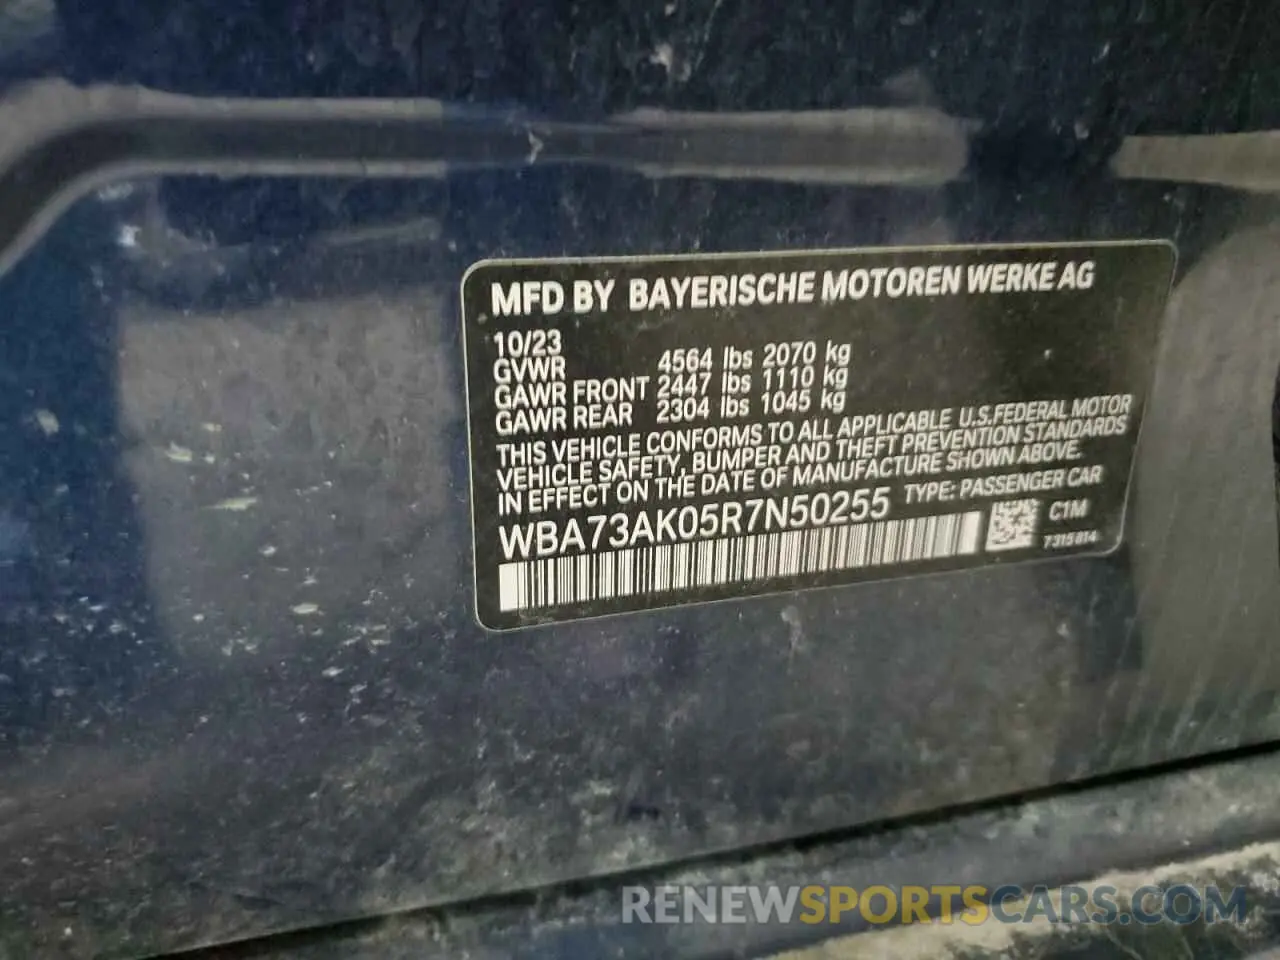 MFD BY BAYERISCHE MOTOREN WERKE AG
10/23
GVWR 4564 lbs 2070 kg
GAWR FRONT 2447 lbs 1110 kg
GAWR REAR 2304 lbs 1045 kg
THIS VEHICLE CONFORMS TO ALL APPLICABLE U.S.FEDERAL MOTOR
VEHICLE SAFETY, BUMPER AND THEFT PREVENTION STANDARDS
IN EFFECT ON THE DATE OF MANUFACTURE SHOWN ABOVE.
WBA73AK05R7N50255 TYPE: PASSENGER CAR
C1M
7315814
RENEWSPORTSCARS.COM